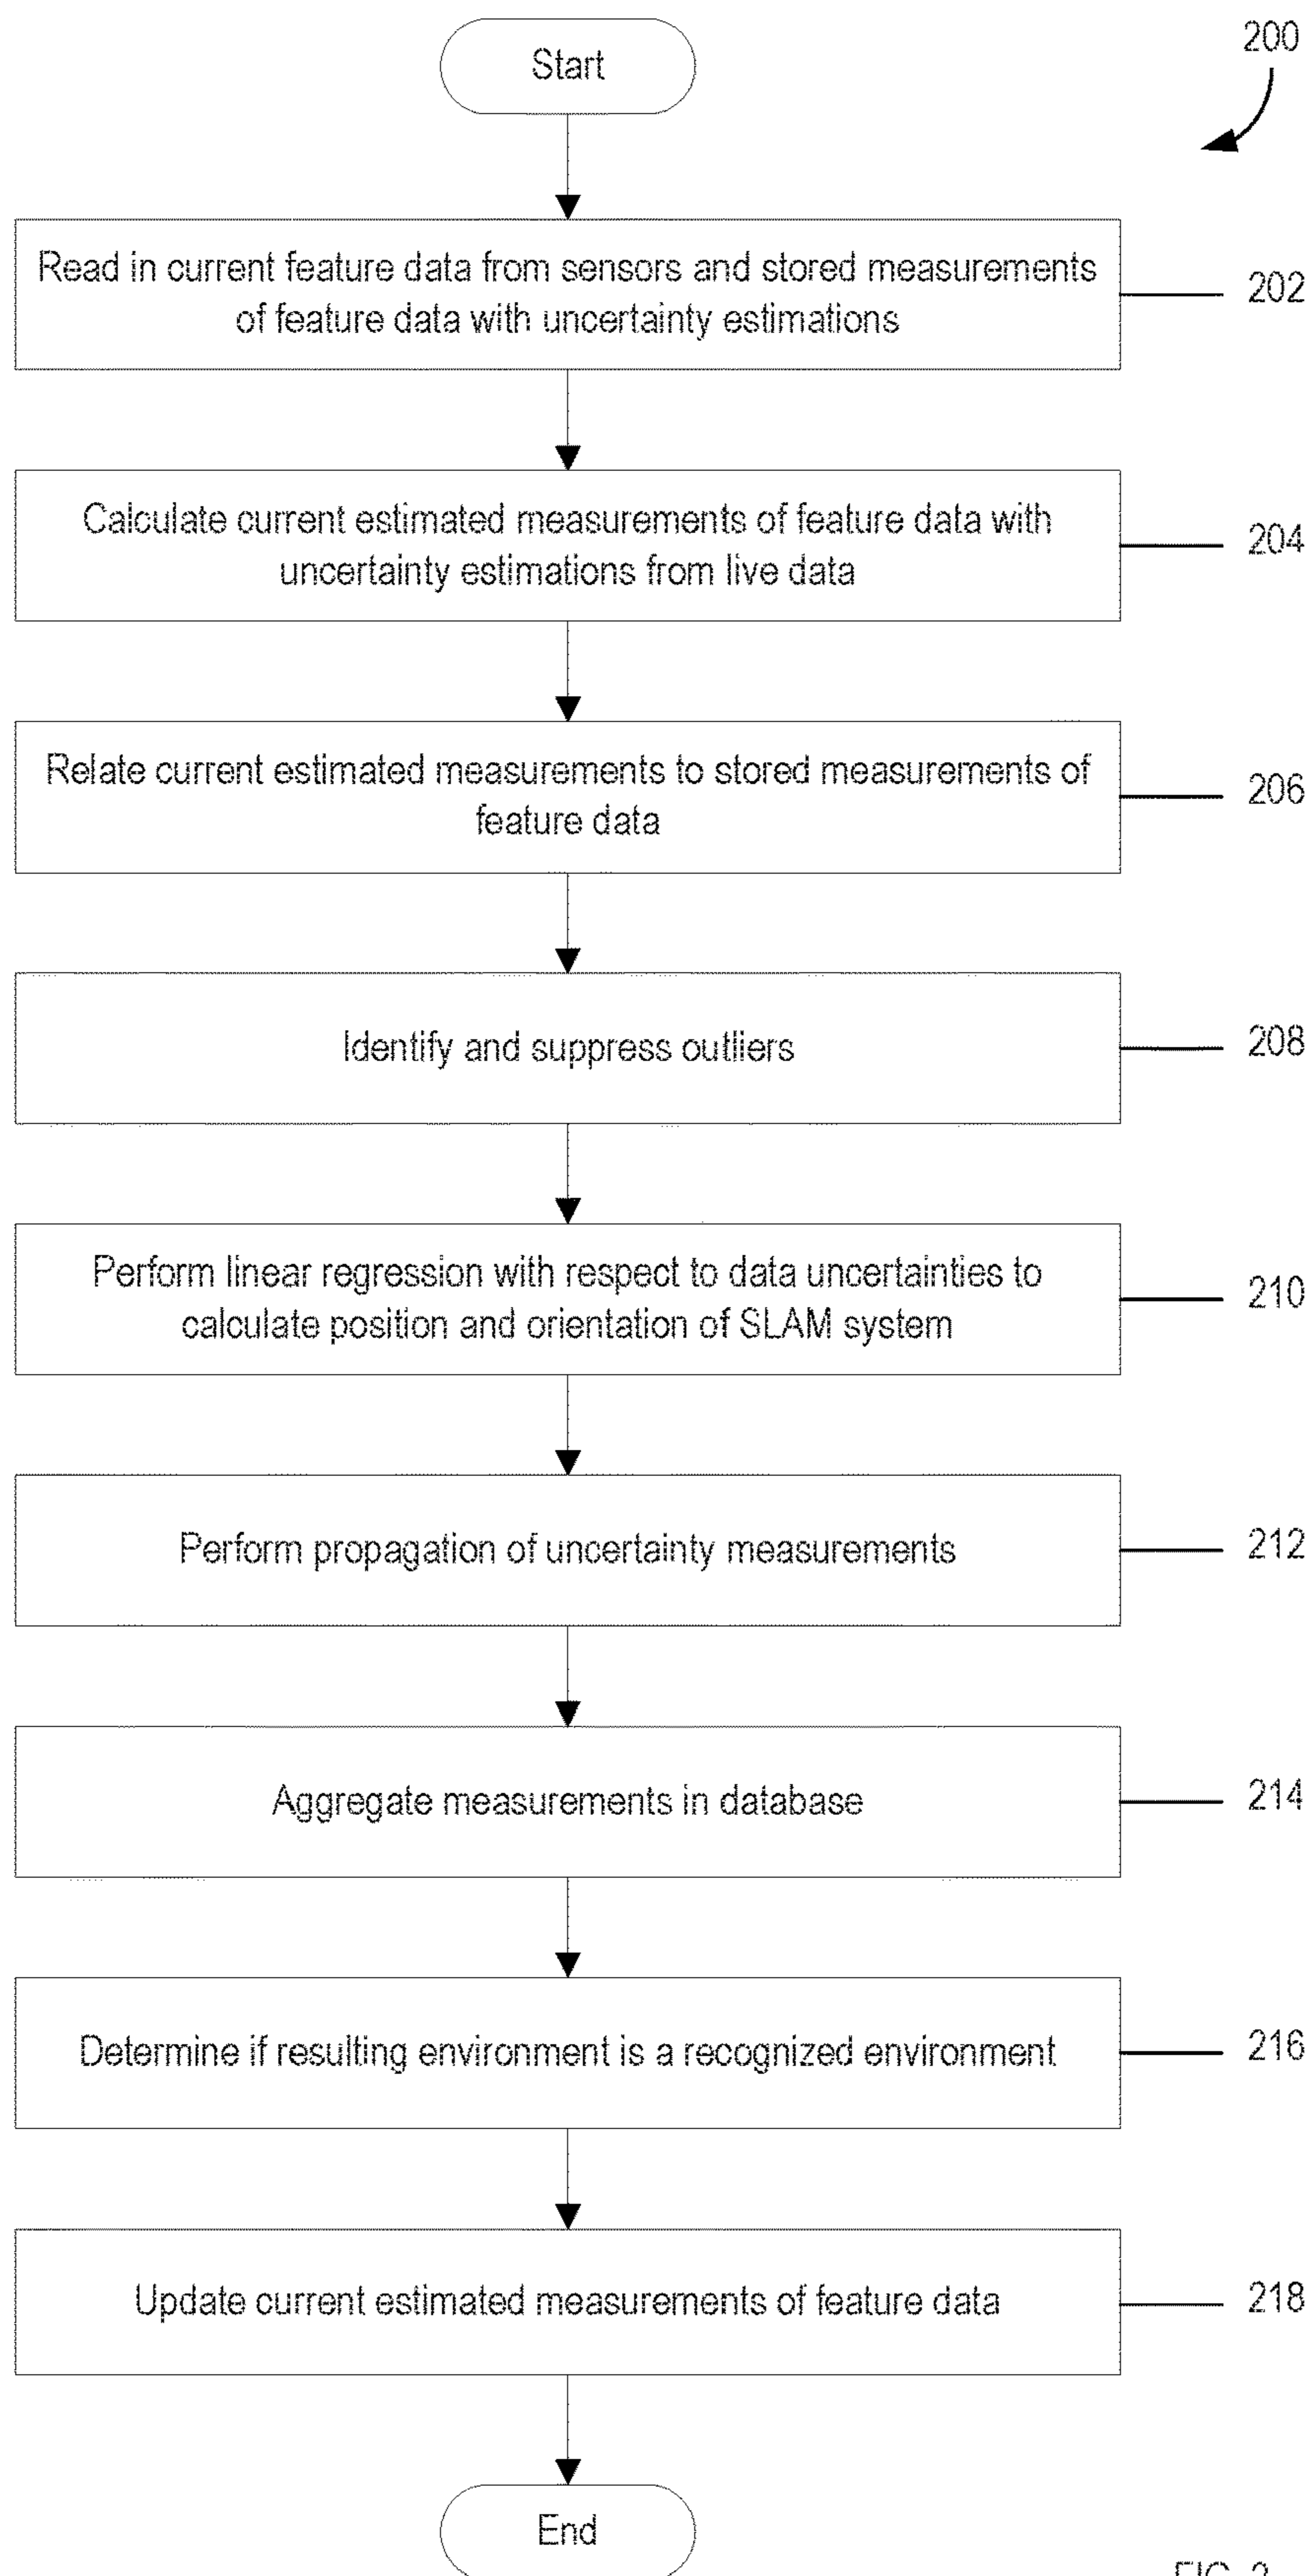 Start
200
Read in current feature data from sensors and stored measurements
of feature data with uncertainty estimations
202
Calculate current estimated measurements of feature data with
uncertainty estimations from live data
204
Relate current estimated measurements to stored measurements of
feature data
206
Identify and suppress outliers
208
Perform linear regression with respect to data uncertainties to
calculate position and orientation of SLAM system
210
Perform propagation of uncertainty measurements
212
Aggregate measurements in database
214
Determine if resulting environment is a recognized environment
216
Update current estimated measurements of feature data
218
End
FIG. 2